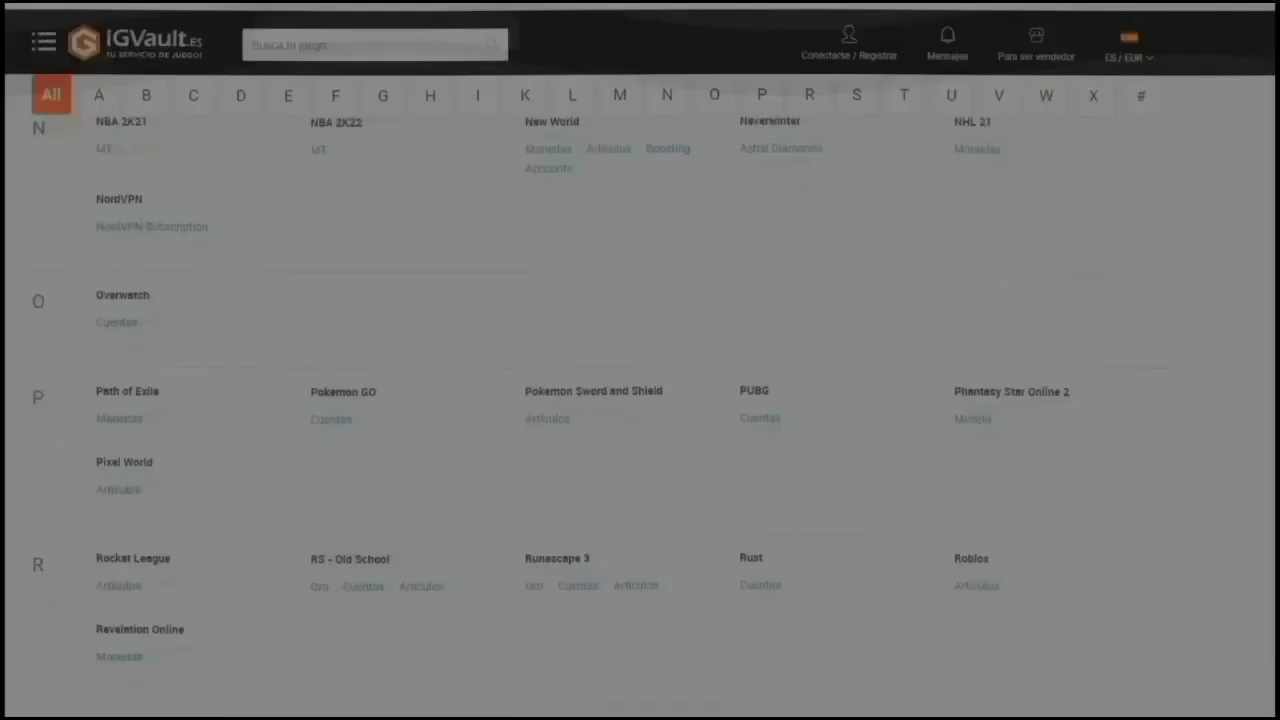 iGVault.ES
TU SERVICIO DE JUEGO!
Busca tu juego
Conectarse / Registrar
Mensajes
Para ser vendedor
ES / EUR
All A B C D E F G H I K L M N O P R S T U V W X #
N
NBA 2K21 NBA 2K22 New World Neverwinter NHL 21
MT MT Monedas Artículos Boosting Astral Diamonds Monedas
Accounts
NordVPN
NordVPN Subscription
O
Overwatch
Cuentas
P
Path of Exile Pokemon GO Pokemon Sword and Shield PUBG Phantasy Star Online 2
Monedas Cuentas Artículos Cuentas Meseta
Pixel World
Artículos
R
Rocket League RS - Old School Runescape 3 Rust Roblox
Artículos Oro Cuentas Artículos Oro Cuentas Artículos Cuentas Artículos
Revelation Online
Monedas